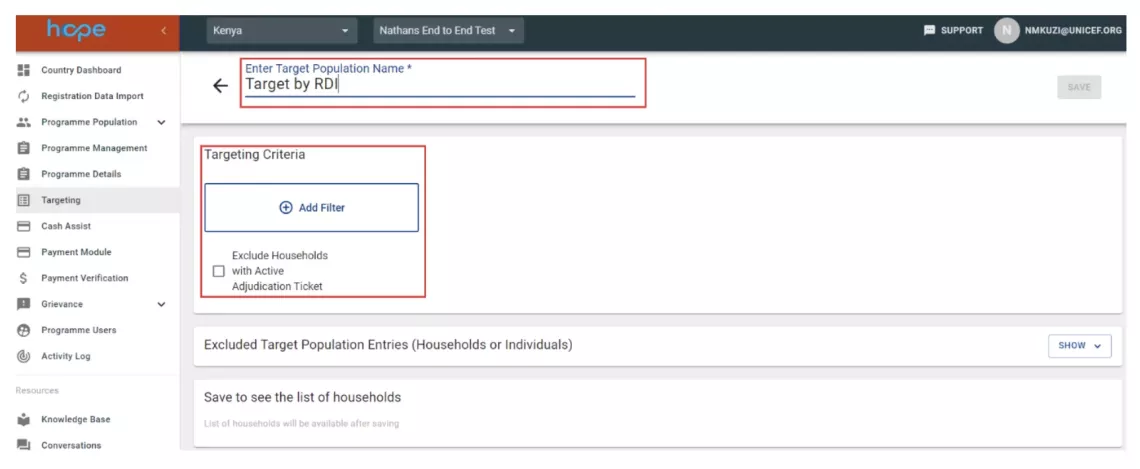 hope
Kenya
Nathans End to End Test
SUPPORT
N
NMKUZI@UNICEF.ORG
Country Dashboard
Registration Data Import
Programme Population
Programme Management
Programme Details
Targeting
Cash Assist
Payment Module
Payment Verification
Grievance
Programme Users
Activity Log
Resources
Knowledge Base
Conversations
Enter Target Population Name *
Target by RDI
SAVE
Targeting Criteria
Add Filter
Exclude Households
with Active
Adjudication Ticket
Excluded Target Population Entries (Households or Individuals)
SHOW
Save to see the list of households
List of households will be available after saving